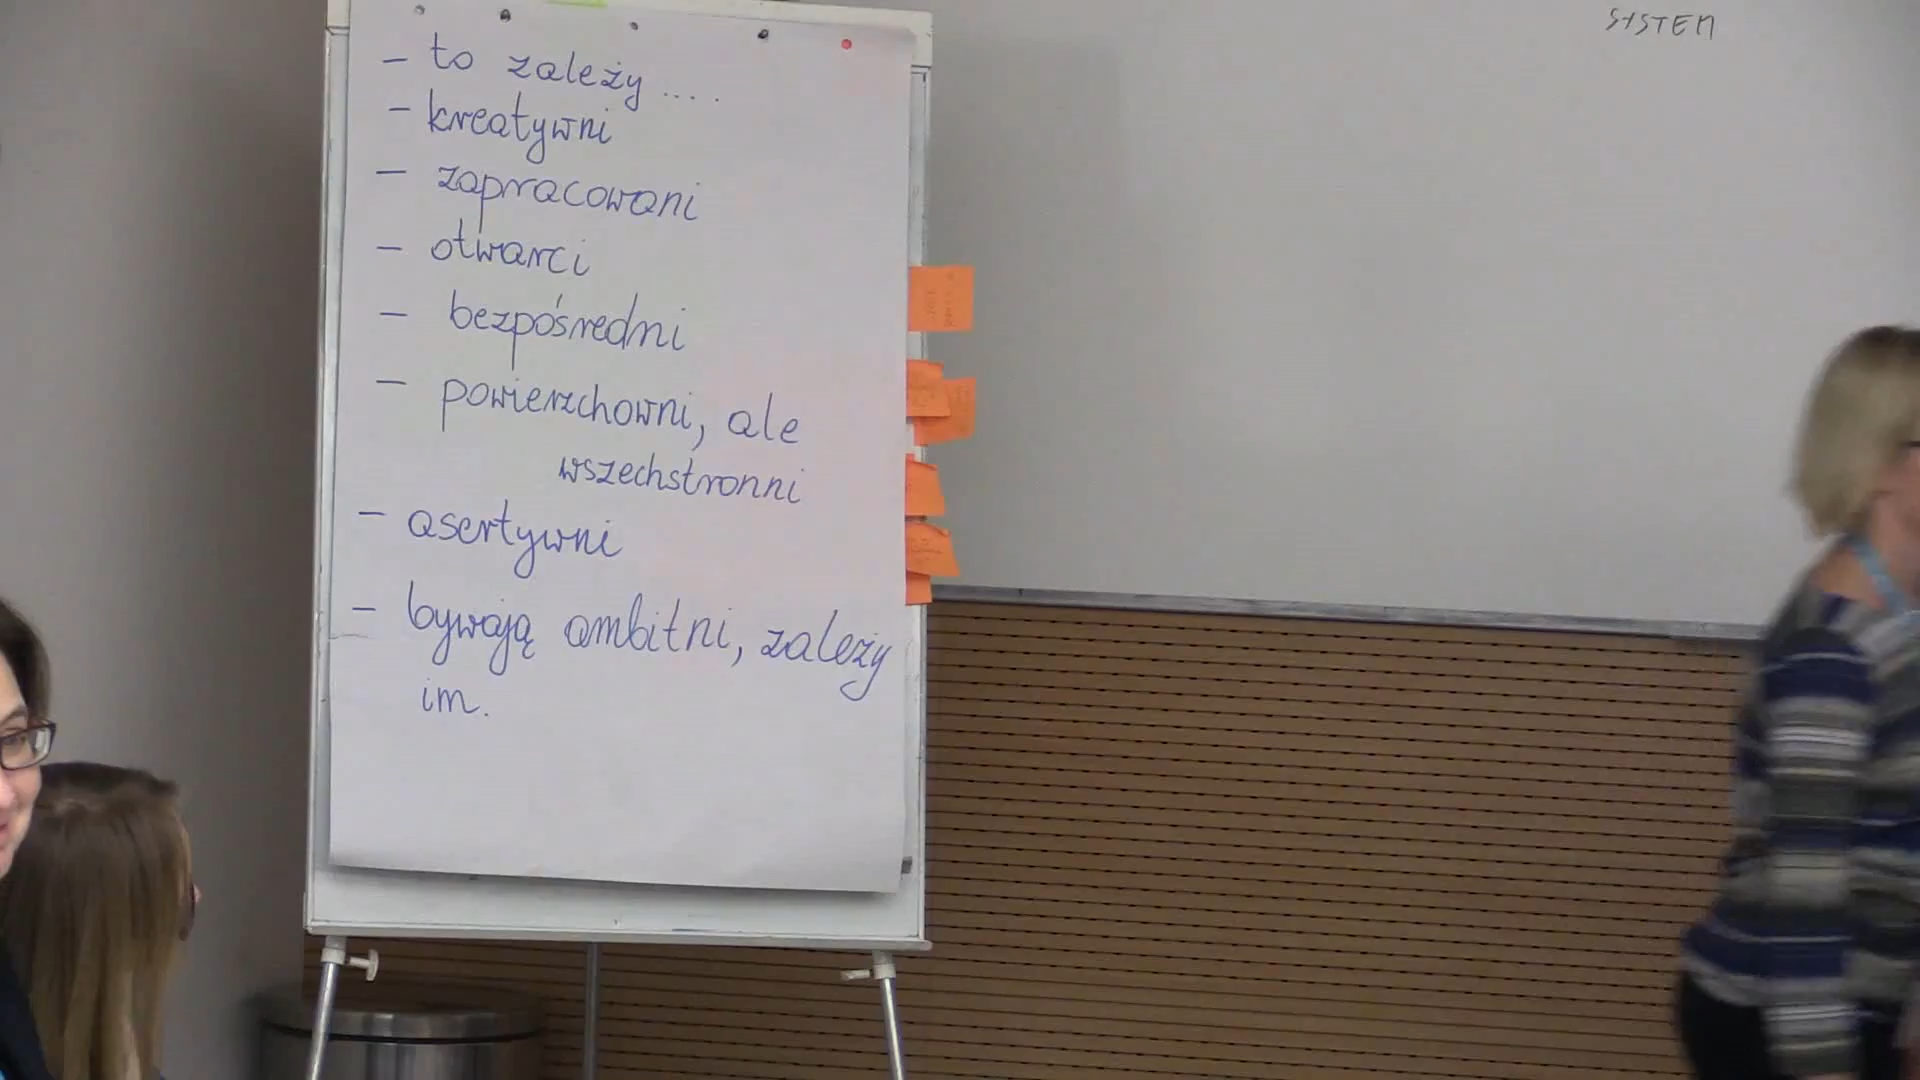 - to zależy ....
- kreatywni
- zapracowani
- otwarci
- bezpośredni
- powierzchowni, ale
wszechstronni
- asertywni
- bywają ambitni, zależy
im.
SYSTEM